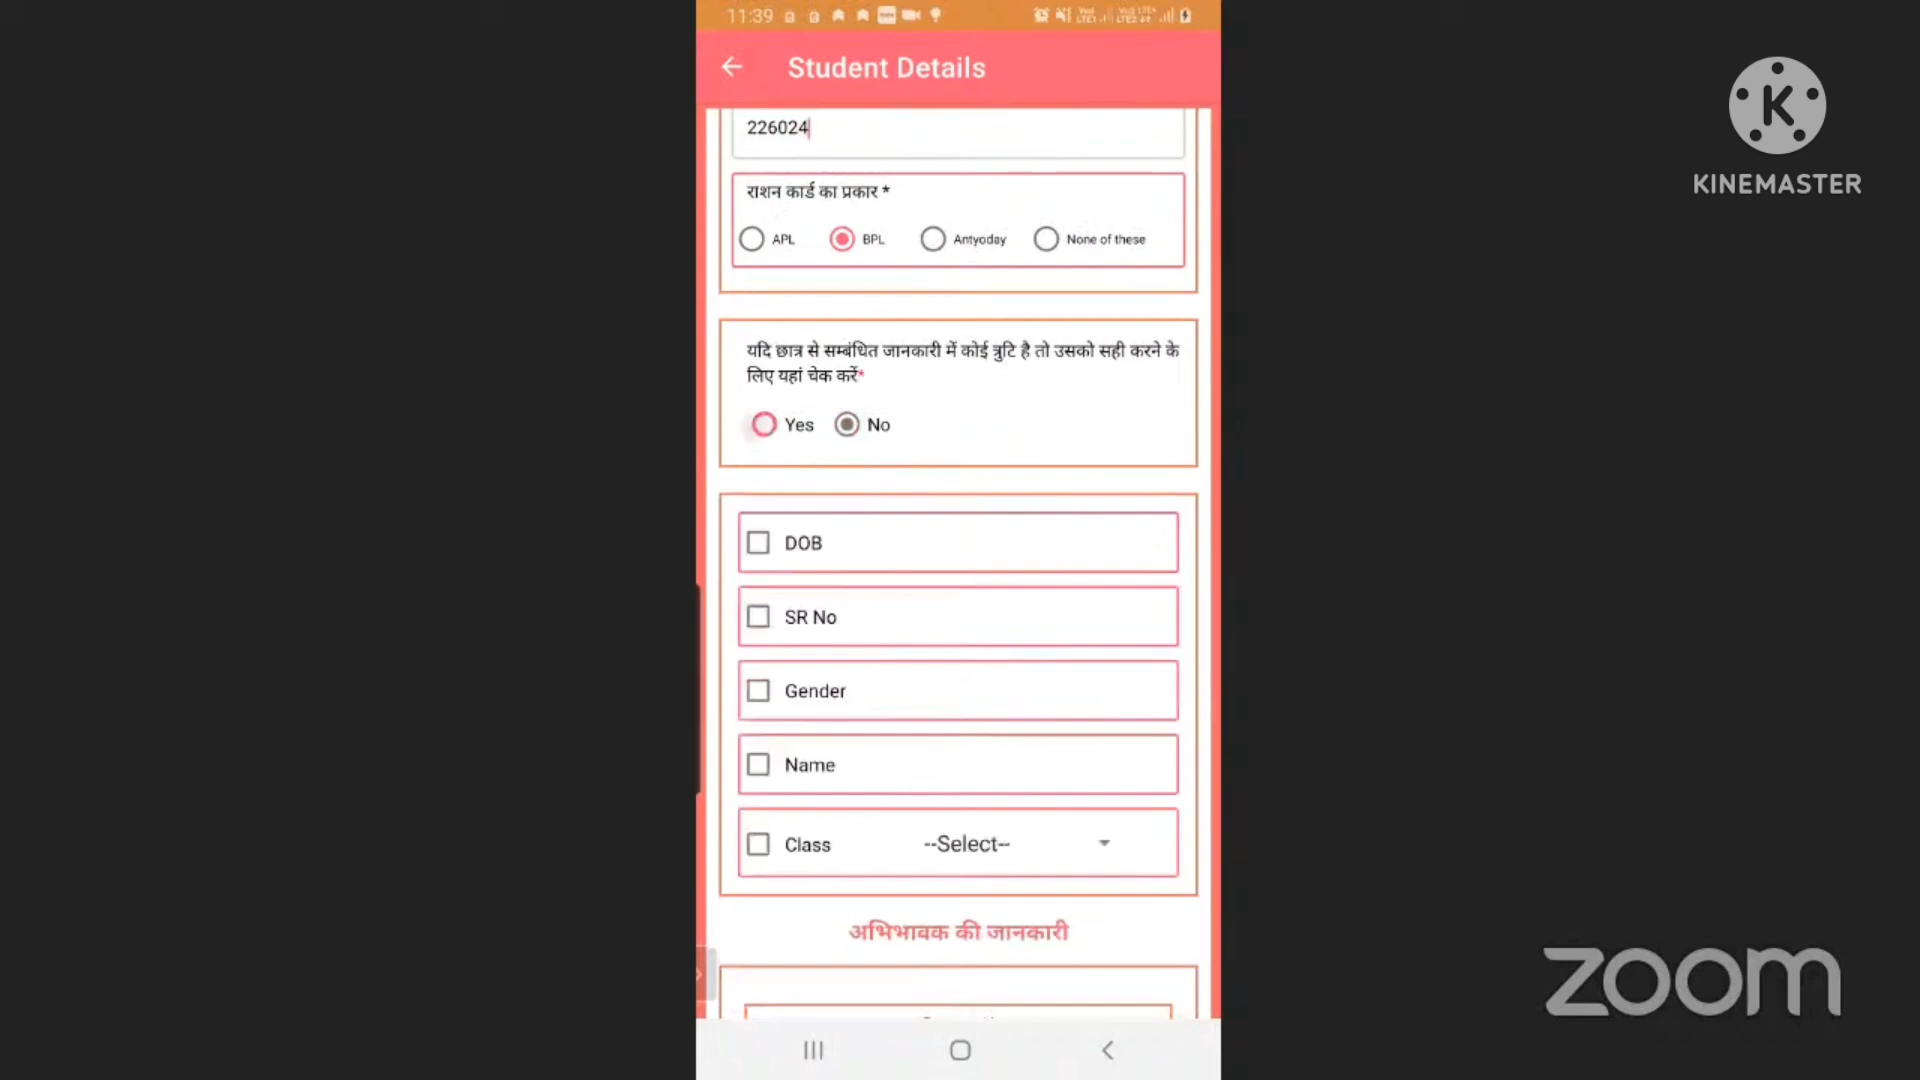 11:39
Student Details
KINEMASTER
226024
राशन कार्ड का प्रकार *
APL BPL Antyoday None of these
यदि छात्र से सम्बंधित जानकारी में कोई त्रुटि है तो उसको सही करने के
लिए यहां चेक करें*
Yes No
DOB
SR No
Gender
Name
Class --Select--
अभिभावक की जानकारी
zoom